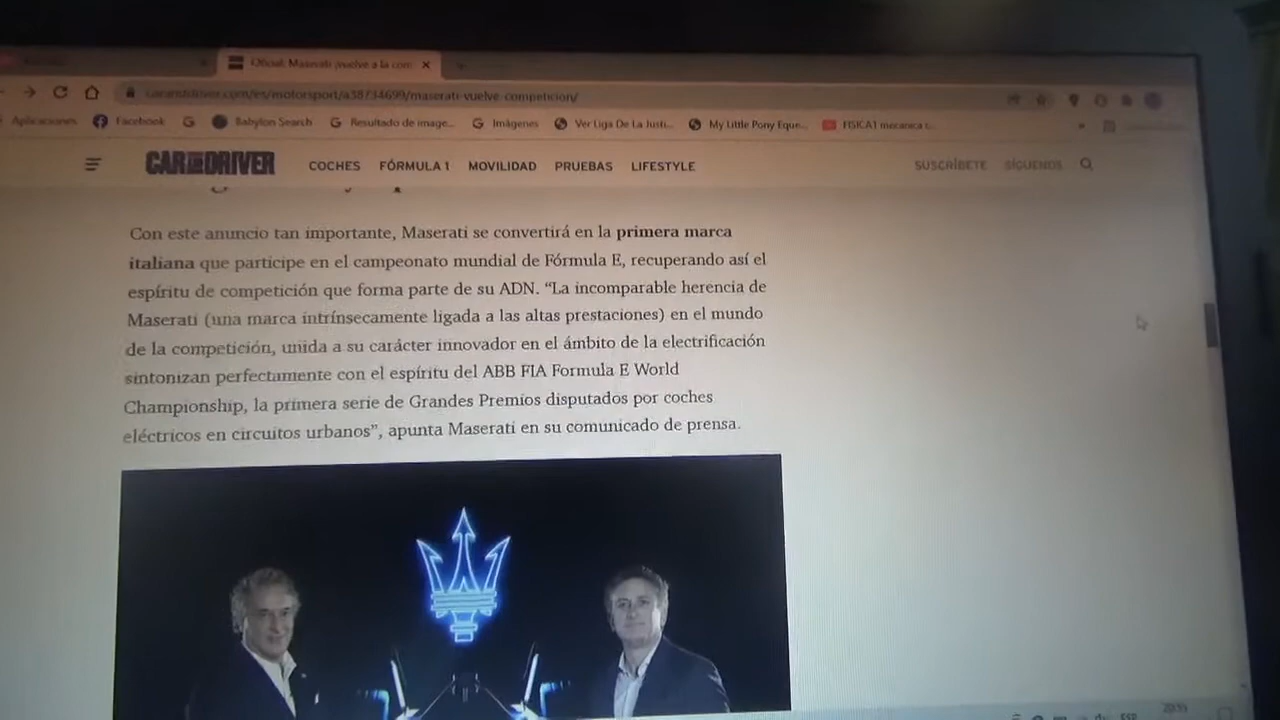 Oficial: Maserati ¡vuelve a la com
caranddriver.com/es/motorsport/a38734699/maserati-vuelve-competicion/
Aplicaciones Facebook Babylon Search Resultado de image... Imágenes Ver Liga De La Justi... My Little Pony Eque... FISICA1 mecanica
CAR AND DRIVER COCHES FÓRMULA 1 MOVILIDAD PRUEBAS LIFESTYLE SUSCRÍBETE SÍGUENOS
Con este anuncio tan importante, Maserati se convertirá en la primera marca
italiana que participe en el campeonato mundial de Fórmula E, recuperando así el
espíritu de competición que forma parte de su ADN. “La incomparable herencia de
Maserati (una marca intrínsecamente ligada a las altas prestaciones) en el mundo
de la competición, unida a su carácter innovador en el ámbito de la electrificación
sintonizan perfectamente con el espíritu del ABB FIA Formula E World
Championship, la primera serie de Grandes Premios disputados por coches
eléctricos en circuitos urbanos”, apunta Maserati en su comunicado de prensa.
ESP